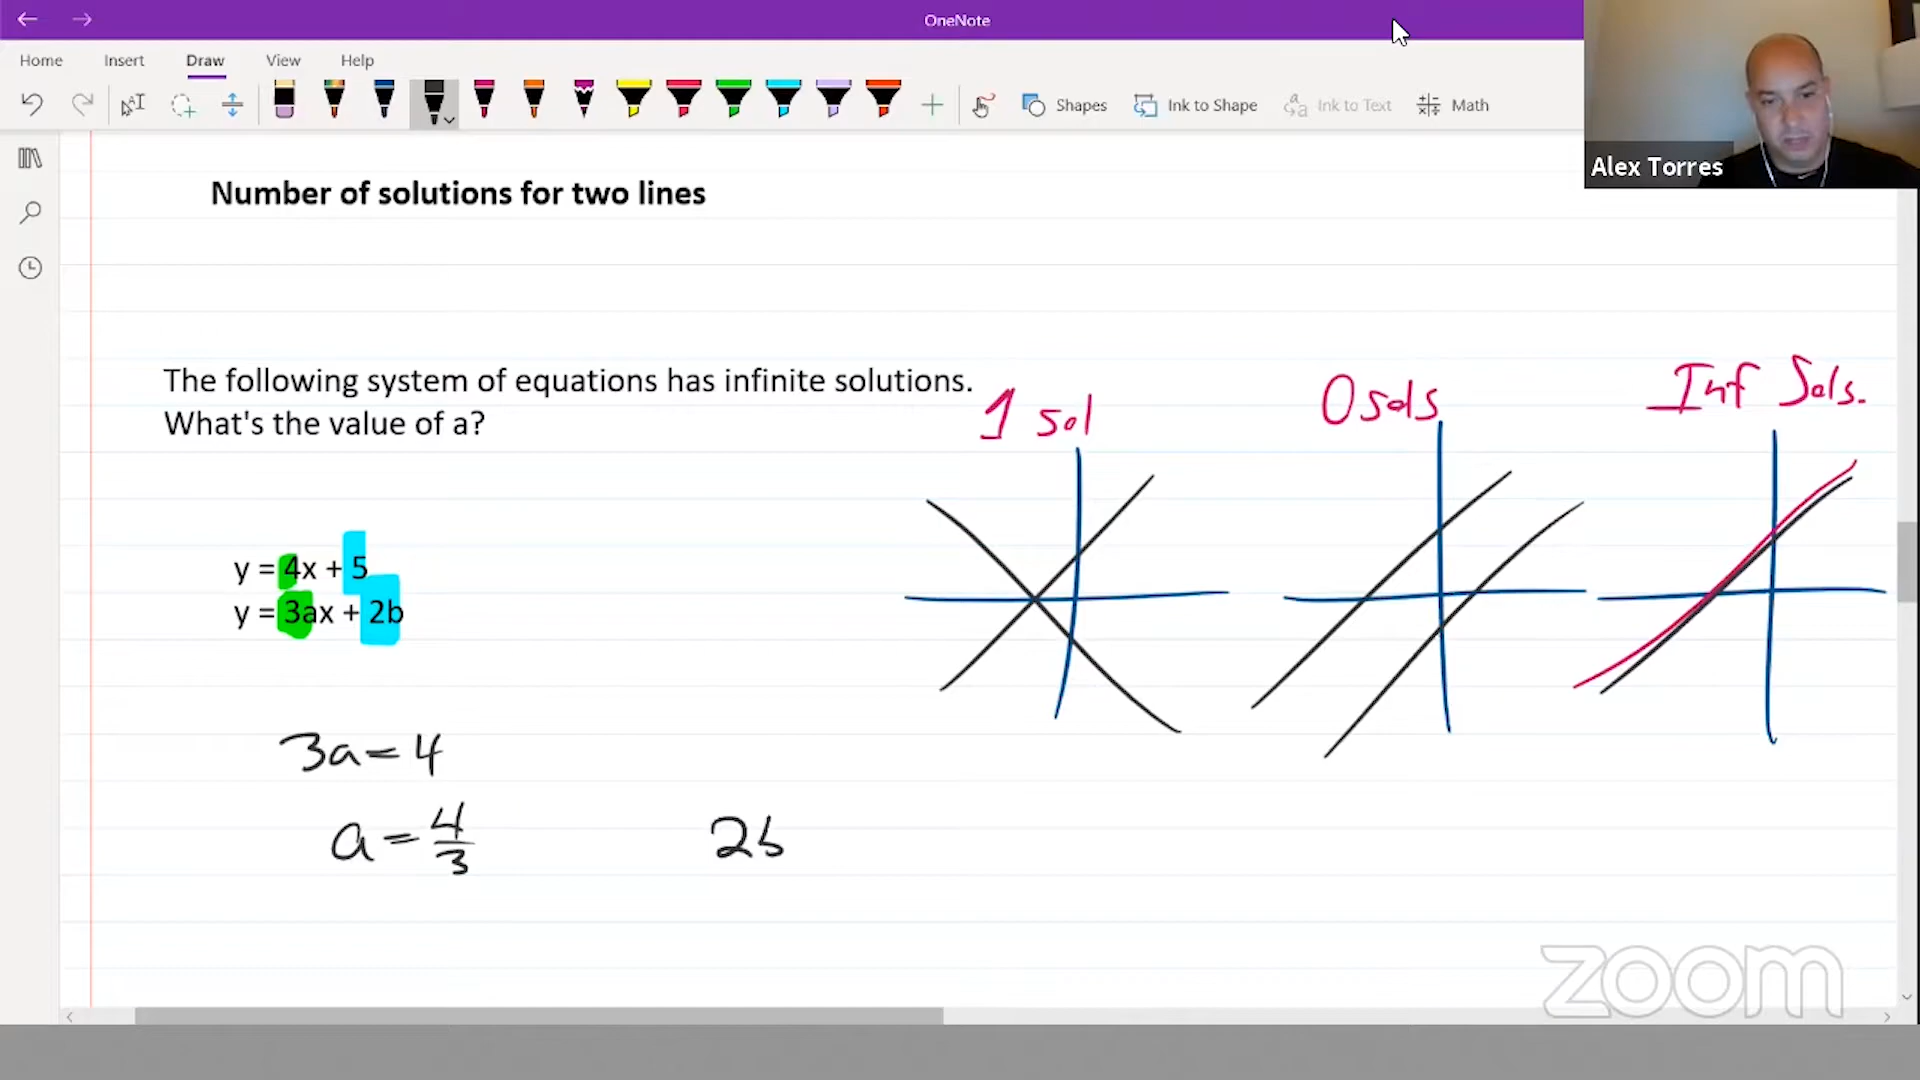 OneNote
Home Insert Draw View Help
Shapes Ink to Shape Ink to Text Math
Alex Torres
Number of solutions for two lines
The following system of equations has infinite solutions.
What's the value of a?
1 sol
0 sols
Inf Sols.
y = 4x + 5
y = 3ax + 2b
3a = 4
a = 4/3
2b
zoom